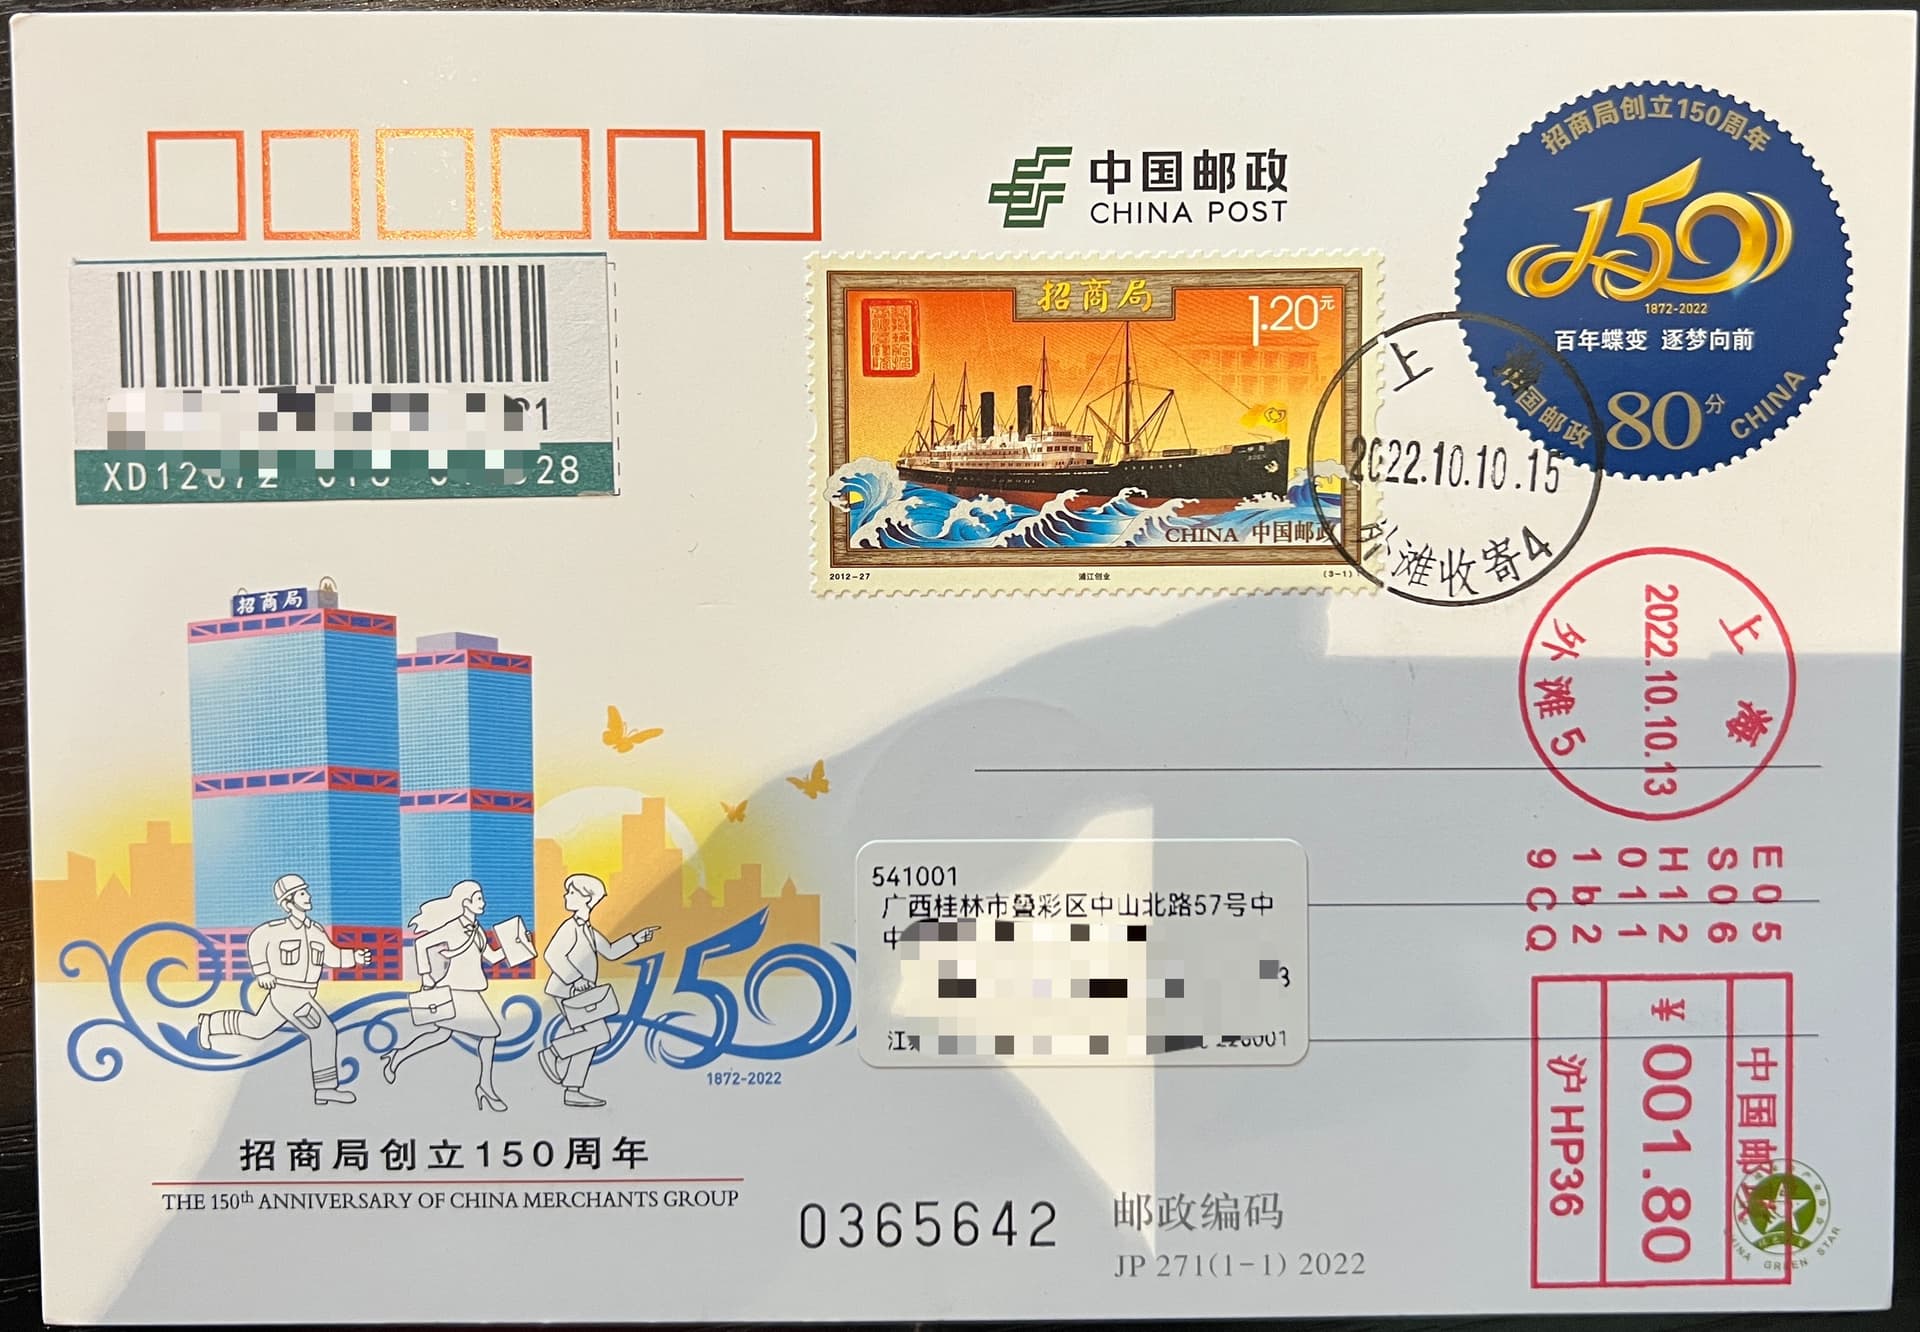 中国邮政
CHINA POST
招商局创立150周年
150
1872-2022
百年蝶变 逐梦向前
中国邮政
80分
CHINA
招商局
1.20元
CHINA 中国邮政
2012-27
浦江创业
(3-1)
上海
2022.10.10.15
外滩收寄4
上海
2022.10.10.13
外滩5
E05
S06
H12
011
1b2
9CQ
中国邮政
¥001.80
沪HP36
招商局
541001
广西桂林市叠彩区中山北路57号中
中
150
1872-2022
招商局创立150周年
THE 150th ANNIVERSARY OF CHINA MERCHANTS GROUP
0365642
邮政编码
JP 271(1-1) 2022
CHINA GREEN STAR